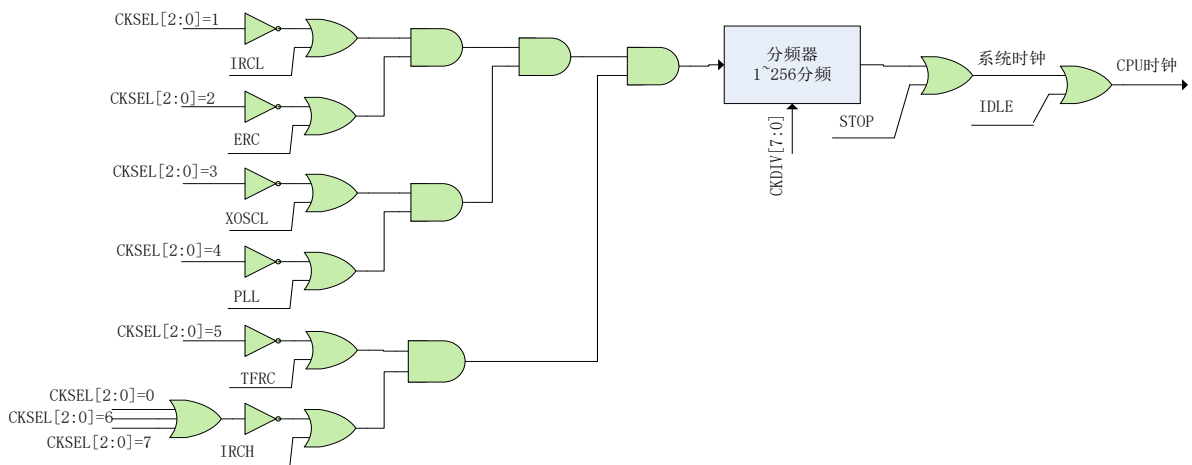 CKSEL[2:0]=1
IRCL
CKSEL[2:0]=2
ERC
CKSEL[2:0]=3
XOSCL
CKSEL[2:0]=4
PLL
CKSEL[2:0]=5
TFRC
CKSEL[2:0]=0
CKSEL[2:0]=6
CKSEL[2:0]=7
IRCH
分频器
1~256分频
CKDIV[7:0]
STOP
系统时钟
IDLE
CPU时钟